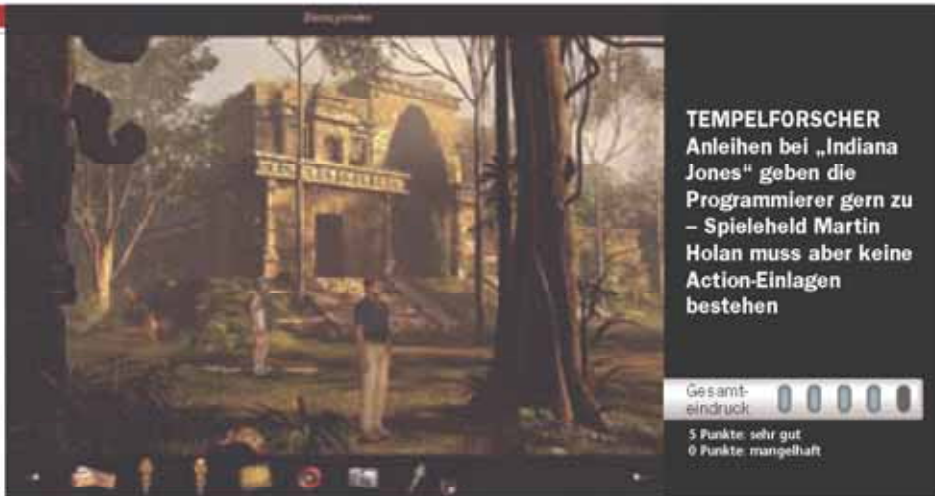 TEMPELFORSCHER
Anleihen bei „Indiana
Jones“ geben die
Programmierer gern zu
– Spieleheld Martin
Holan muss aber keine
Action-Einlagen
bestehen
Gesamt-
eindruck
5 Punkte: sehr gut
0 Punkte: mangelhaft